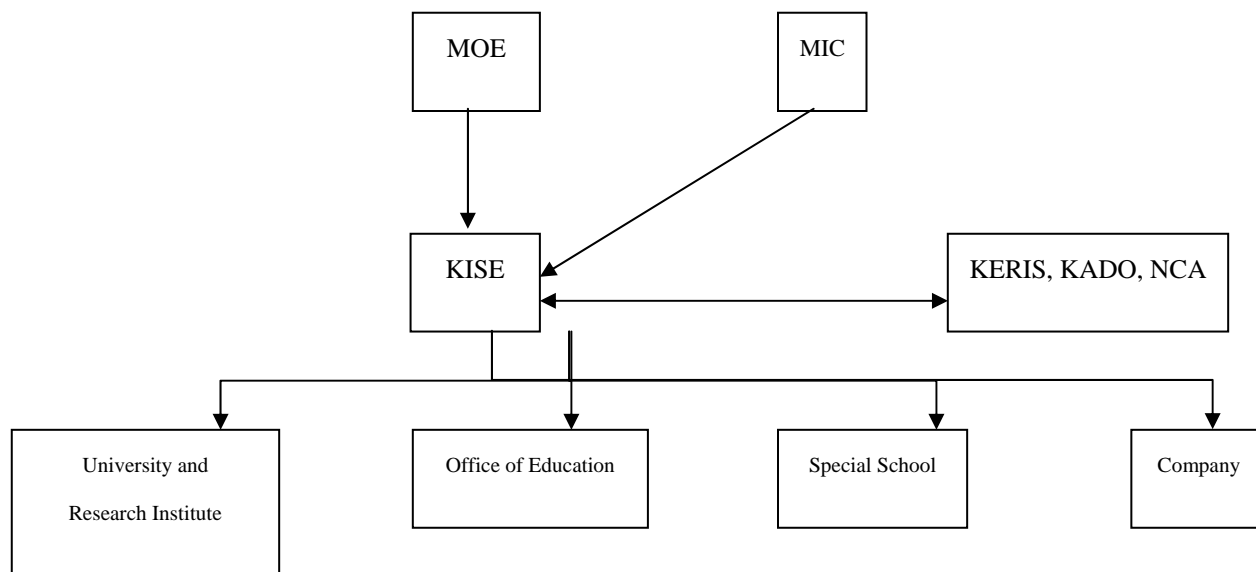 MOE
MIC
KISE
KERIS, KADO, NCA
University and
Research Institute
Office of Education
Special School
Company